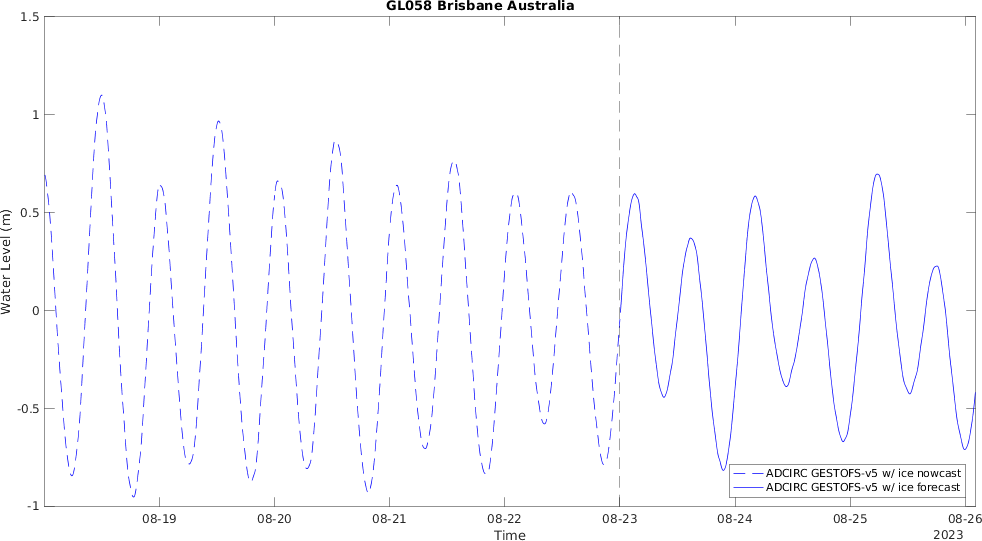 GL058 Brisbane Australia
1.5
1
0.5
0
-0.5
-1
Water Level (m)
08-19 08-20 08-21 08-22 08-23 08-24 08-25 08-26
Time
2023
ADCIRC GESTOFS-v5 w/ ice nowcast
ADCIRC GESTOFS-v5 w/ ice forecast